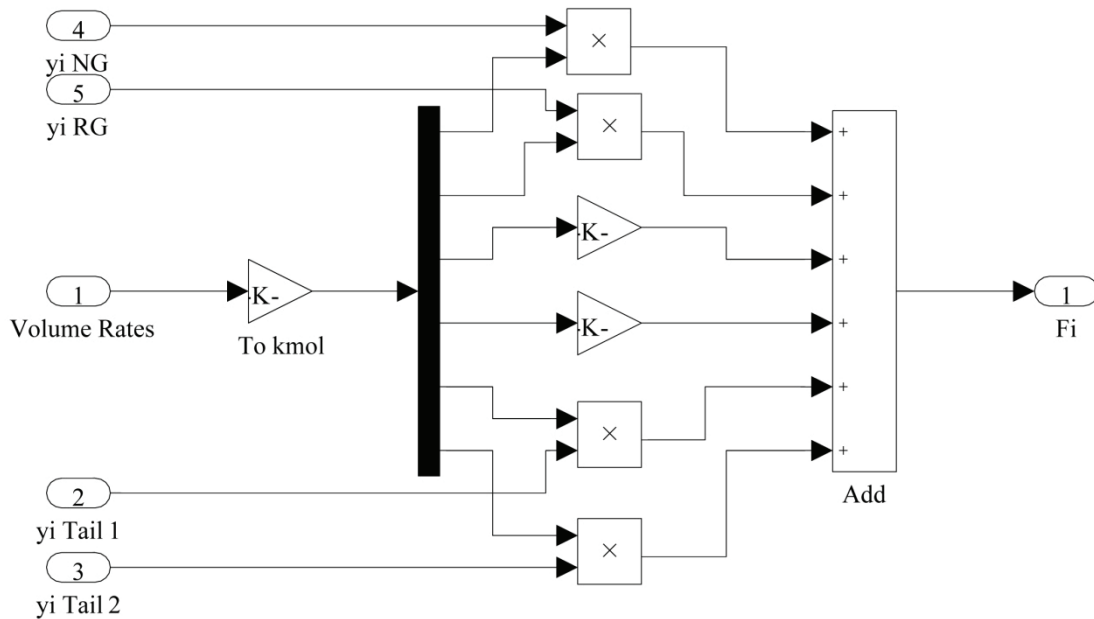 4
yi NG
5
yi RG
×
×
-K-
-K-
×
×
1
Volume Rates
-K-
To kmol
2
yi Tail 1
3
yi Tail 2
+
+
+
+
+
+
Add
1
Fi